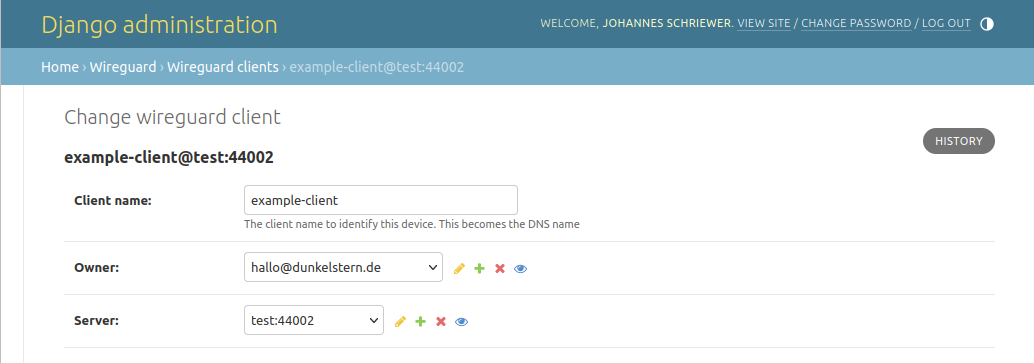 Django administration
WELCOME, JOHANNES SCHRIEWER. VIEW SITE / CHANGE PASSWORD / LOG OUT
Home › Wireguard › Wireguard clients › example-client@test:44002
Change wireguard client
HISTORY
example-client@test:44002
Client name: example-client
The client name to identify this device. This becomes the DNS name
Owner: hallo@dunkelstern.de
Server: test:44002